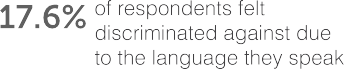 17.6% of respondents felt
discriminated against due
to the language they speak